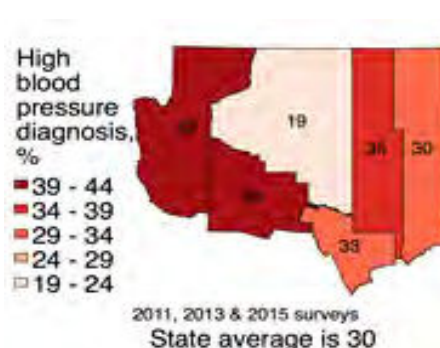 High
blood
pressure
diagnosis,
%
39 - 44
34 - 39
29 - 34
24 - 29
19 - 24
19
30
33
2011, 2013 & 2015 surveys
State average is 30